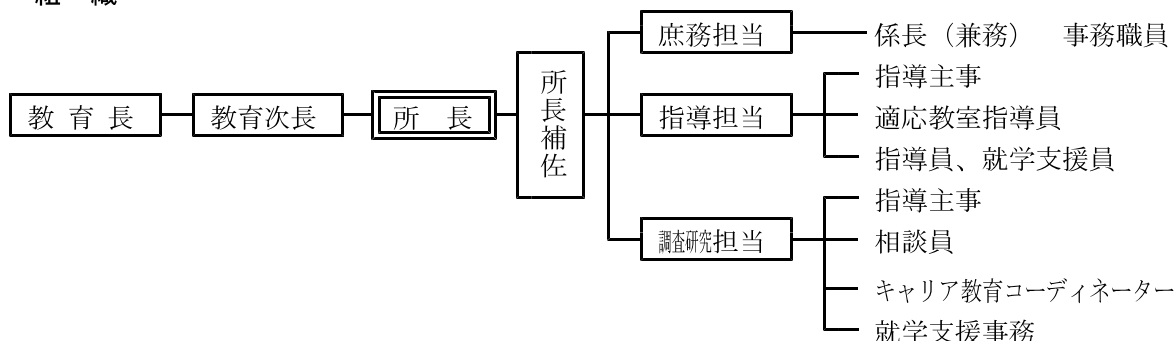 組 織
教 育 長
教育次長
所 長
所長補佐
庶務担当
係長（兼務） 事務職員
指導担当
指導主事
適応教室指導員
指導員、就学支援員
調査研究担当
指導主事
相談員
キャリア教育コーディネーター
就学支援事務